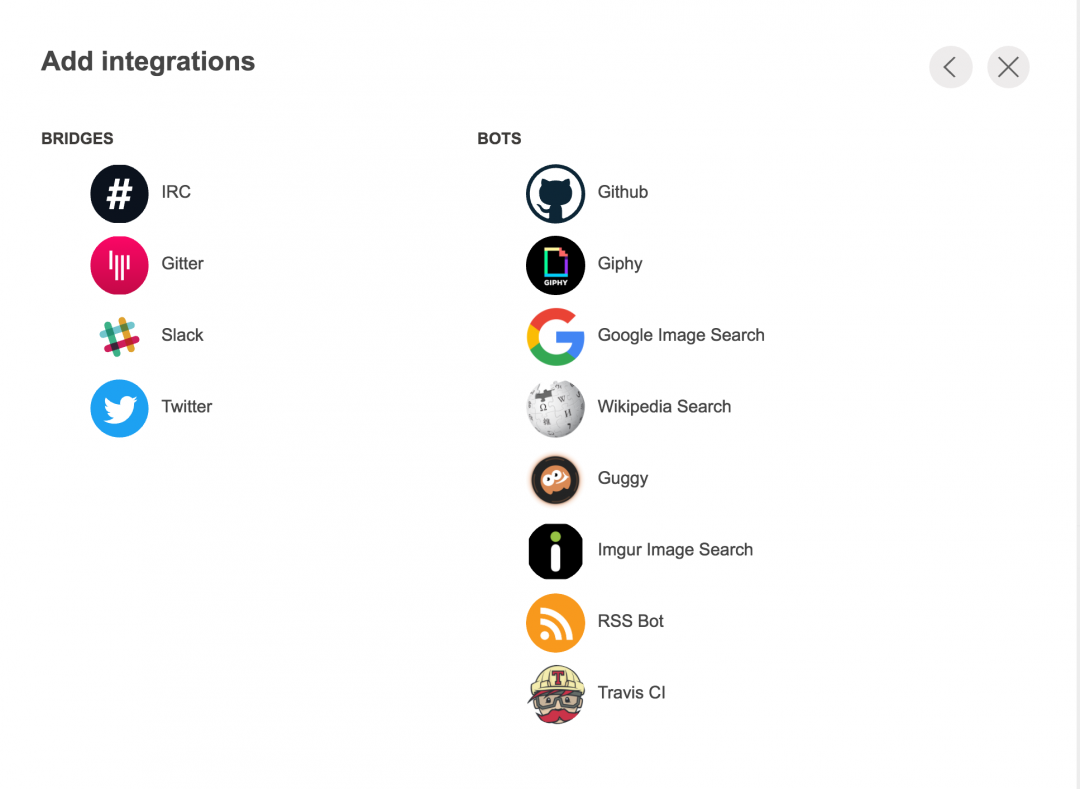 Add integrations
BRIDGES
IRC
Gitter
Slack
Twitter
BOTS
Github
GIPHY
Giphy
Google Image Search
Wikipedia Search
Guggy
Imgur Image Search
RSS Bot
T
Travis CI